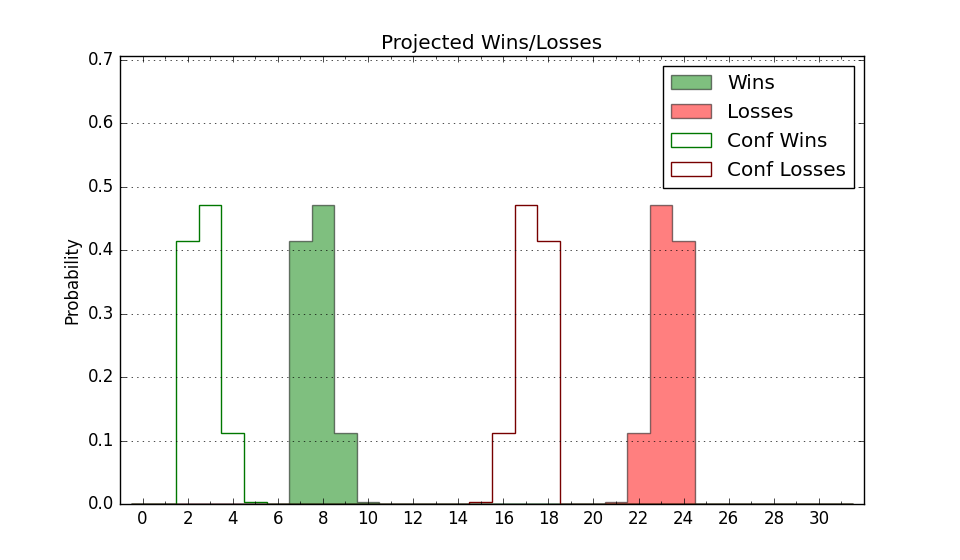 Projected Wins/Losses
0.7
0.6
0.5
0.4
0.3
0.2
0.1
0.0
Probability
Wins
Losses
Conf Wins
Conf Losses
0 2 4 6 8 10 12 14 16 18 20 22 24 26 28 30